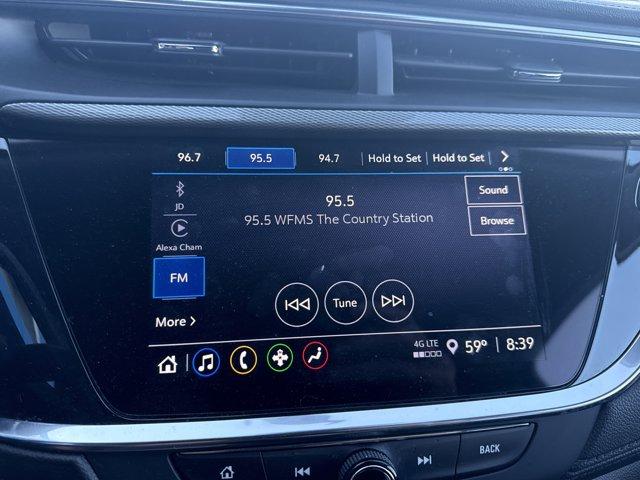 96.7 95.5 94.7 Hold to Set Hold to Set
JD
95.5
Sound
95.5 WFMS The Country Station
Browse
Alexa Cham
FM
Tune
More
4G LTE
59° 8:39
BACK